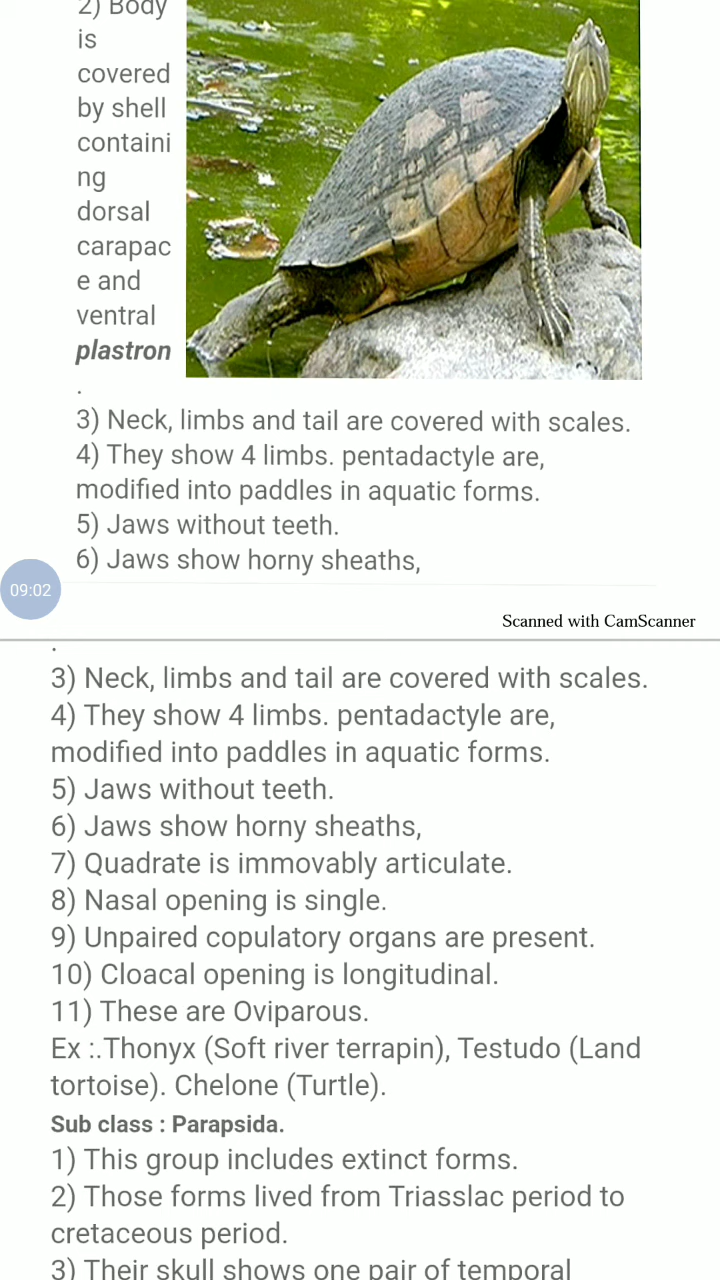 2) Body
is
covered
by shell
containi
ng
dorsal
carapac
e and
ventral
plastron
.
3) Neck, limbs and tail are covered with scales.
4) They show 4 limbs. pentadactyle are,
modified into paddles in aquatic forms.
5) Jaws without teeth.
6) Jaws show horny sheaths,
09:02
Scanned with CamScanner
.
3) Neck, limbs and tail are covered with scales.
4) They show 4 limbs. pentadactyle are,
modified into paddles in aquatic forms.
5) Jaws without teeth.
6) Jaws show horny sheaths,
7) Quadrate is immovably articulate.
8) Nasal opening is single.
9) Unpaired copulatory organs are present.
10) Cloacal opening is longitudinal.
11) These are Oviparous.
Ex :.Thonyx (Soft river terrapin), Testudo (Land
tortoise). Chelone (Turtle).
Sub class : Parapsida.
1) This group includes extinct forms.
2) Those forms lived from Triasslac period to
cretaceous period.
3) Their skull shows one pair of temporal